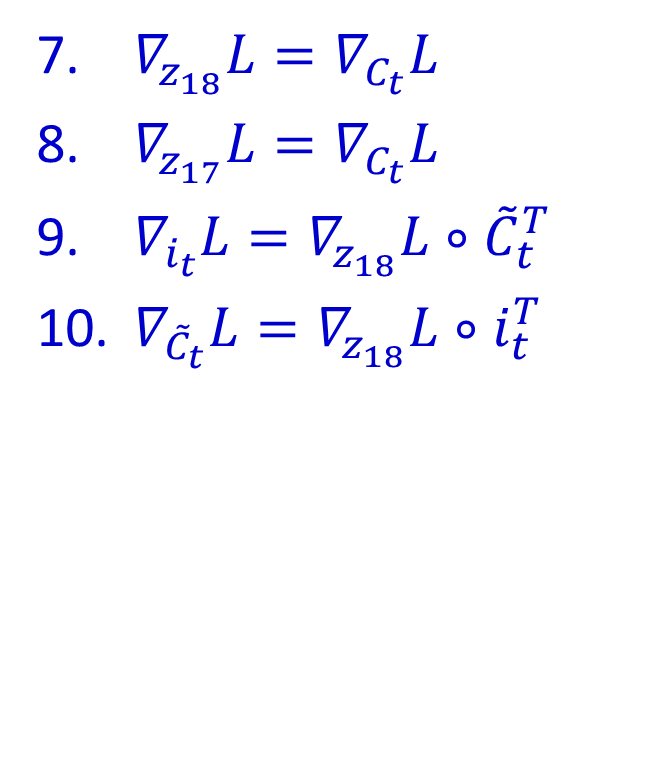 7. ∇_{z_{18}} L = ∇_{C_t} L
8. ∇_{z_{17}} L = ∇_{C_t} L
9. ∇_{i_t} L = ∇_{z_{18}} L ∘ C̃_t^T
10. ∇_{C̃_t} L = ∇_{z_{18}} L ∘ i_t^T